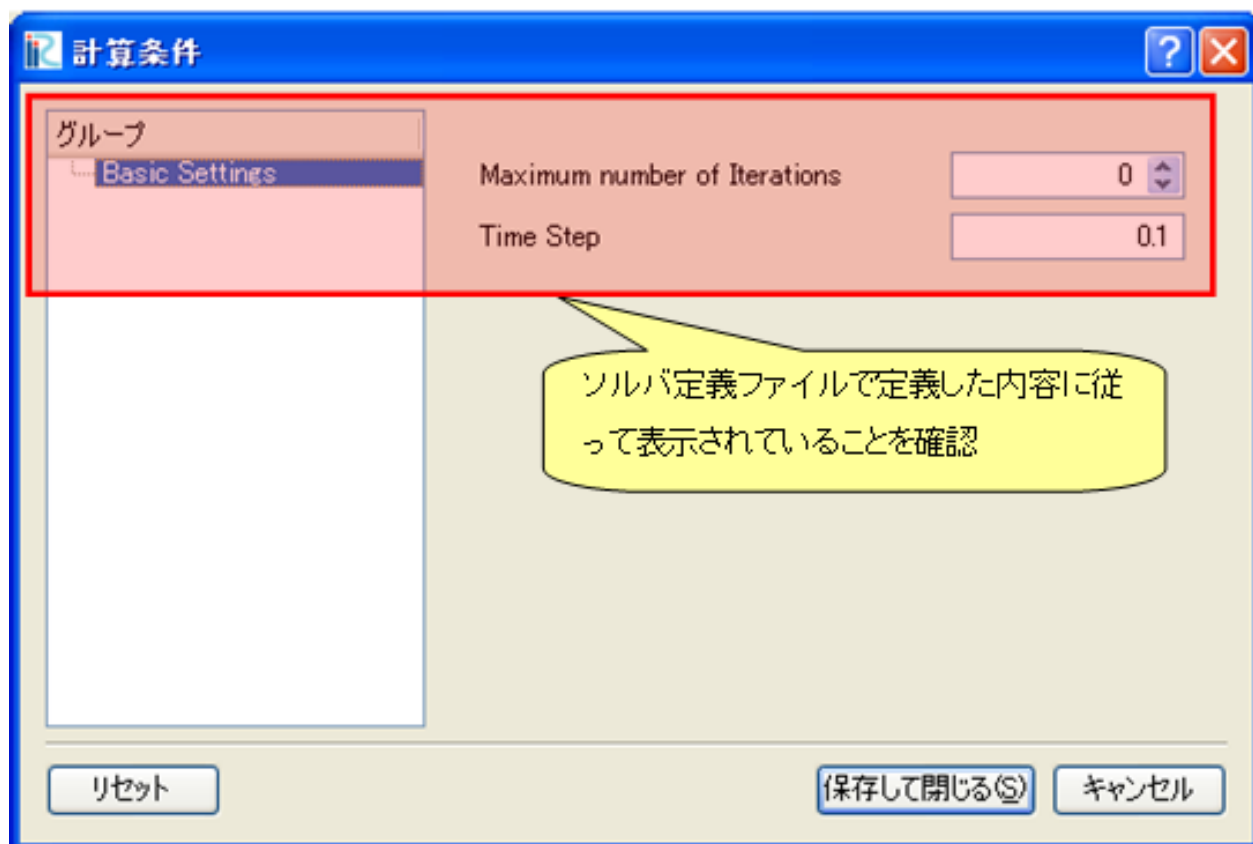 計算条件
グループ
Basic Settings
Maximum number of Iterations 0
Time Step 0.1
ソルバ定義ファイルで定義した内容に従
って表示されていることを確認
リセット 保存して閉じる(S) キャンセル